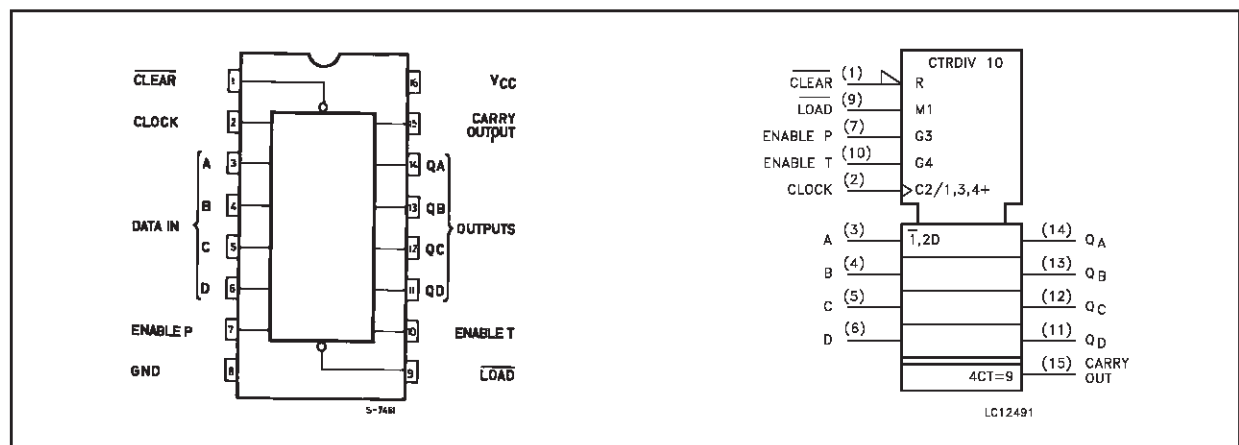 CLEAR 1 16 VCC
CLOCK 2 15 CARRY OUTPUT
A 3 14 QA
B 4 13 QB
DATA IN OUTPUTS
C 5 12 QC
D 6 11 QD
ENABLE P 7 10 ENABLE T
GND 8 9 LOAD
S-7461
CTRDIV 10
CLEAR (1) R
LOAD (9) M1
ENABLE P (7) G3
ENABLE T (10) G4
CLOCK (2) C2/1,3,4+
A (3) 1,2D (14) QA
B (4) (13) QB
C (5) (12) QC
D (6) (11) QD
4CT=9 (15) CARRY OUT
LC12491